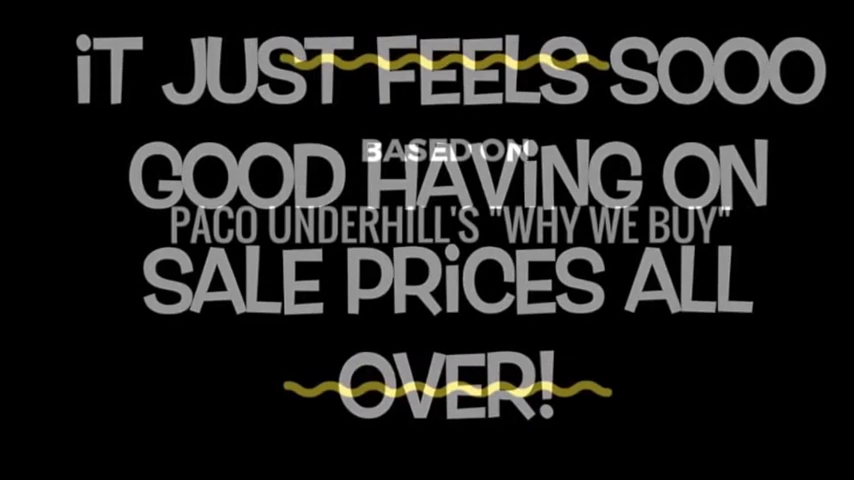 iT JUST FEELS SOOO
BASED ON
GOOD HAViNG ON
PACO UNDERHILL'S "WHY WE BUY"
SALE PRiCES ALL
OVER!